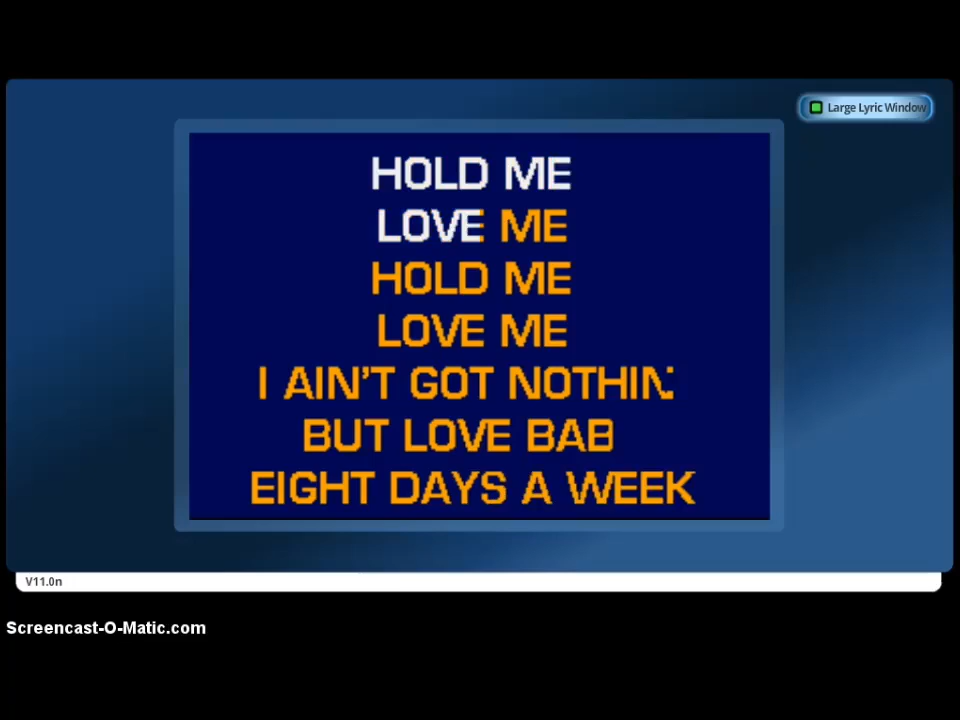 Large Lyric Window
HOLD ME
LOVE ME
HOLD ME
LOVE ME
I AIN'T GOT NOTHIN
BUT LOVE BAB
EIGHT DAYS A WEEK
V11.0n
Screencast-O-Matic.com